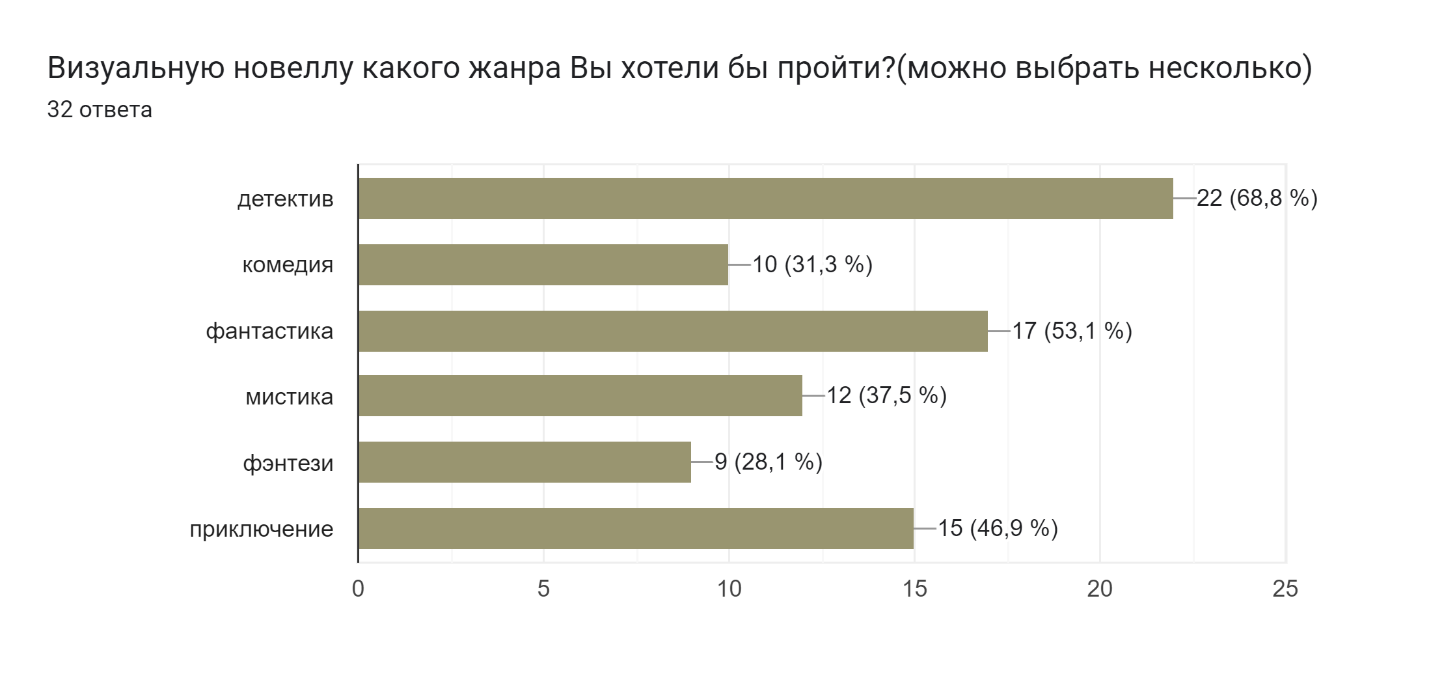 Визуальную новеллу какого жанра Вы хотели бы пройти?(можно выбрать несколько)
32 ответа
детектив 22 (68,8 %)
комедия 10 (31,3 %)
фантастика 17 (53,1 %)
мистика 12 (37,5 %)
фэнтези 9 (28,1 %)
приключение 15 (46,9 %)
0 5 10 15 20 25